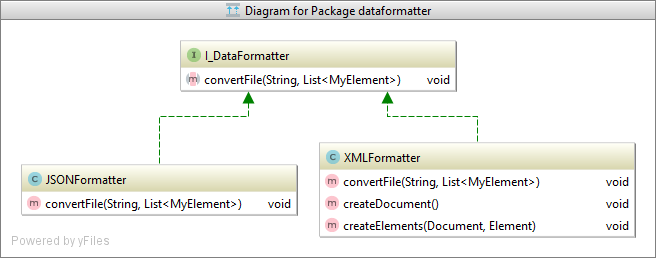 Diagram for Package dataformatter
I I_DataFormatter
m convertFile(String, List<MyElement>) void
C JSONFormatter
m convertFile(String, List<MyElement>) void
C XMLFormatter
m convertFile(String, List<MyElement>) void
m createDocument() void
m createElements(Document, Element) void
Powered by yFiles